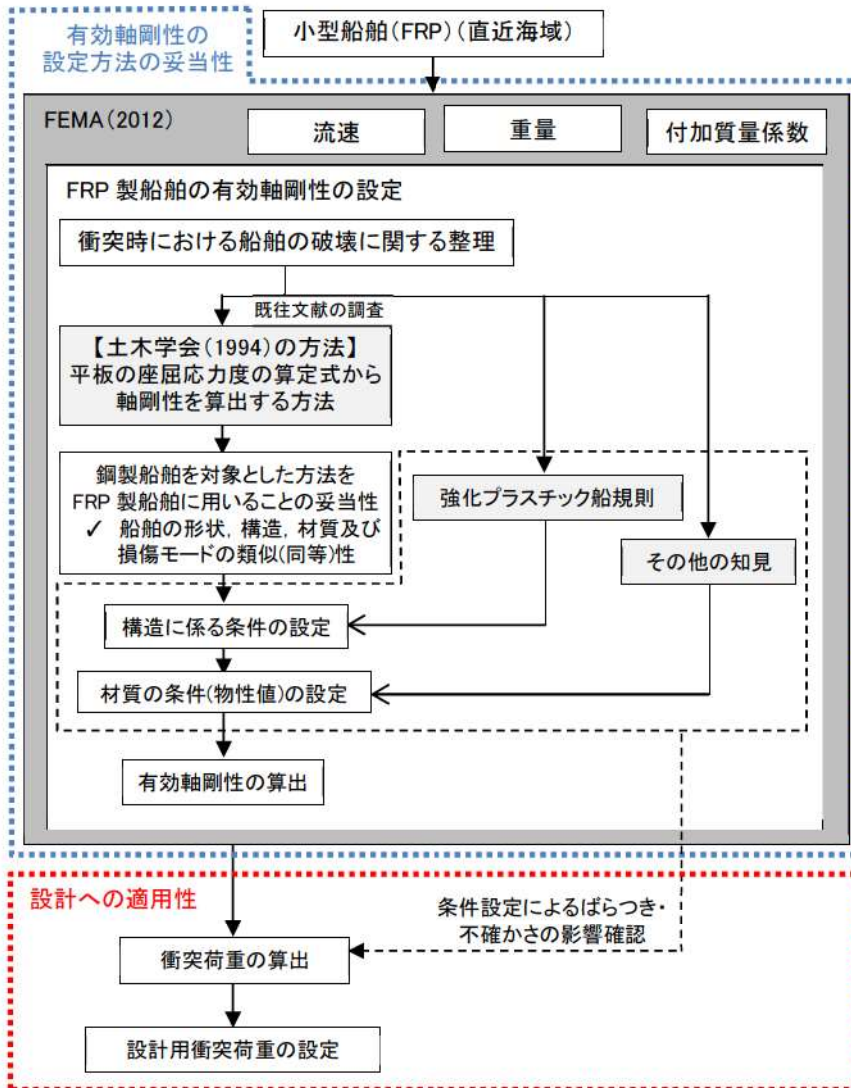 有効軸剛性の
設定方法の妥当性
小型船舶(FRP)(直近海域)
FEMA(2012)
流速
重量
付加質量係数
FRP 製船舶の有効軸剛性の設定
衝突時における船舶の破壊に関する整理
既往文献の調査
【土木学会(1994)の方法】
平板の座屈応力度の算定式から
軸剛性を算出する方法
鋼製船舶を対象とした方法を
FRP 製船舶に用いることの妥当性
✓ 船舶の形状,構造,材質及び
損傷モードの類似(同等)性
強化プラスチック船規則
その他の知見
構造に係る条件の設定
材質の条件(物性値)の設定
有効軸剛性の算出
設計への適用性
条件設定によるばらつき・
不確かさの影響確認
衝突荷重の算出
設計用衝突荷重の設定